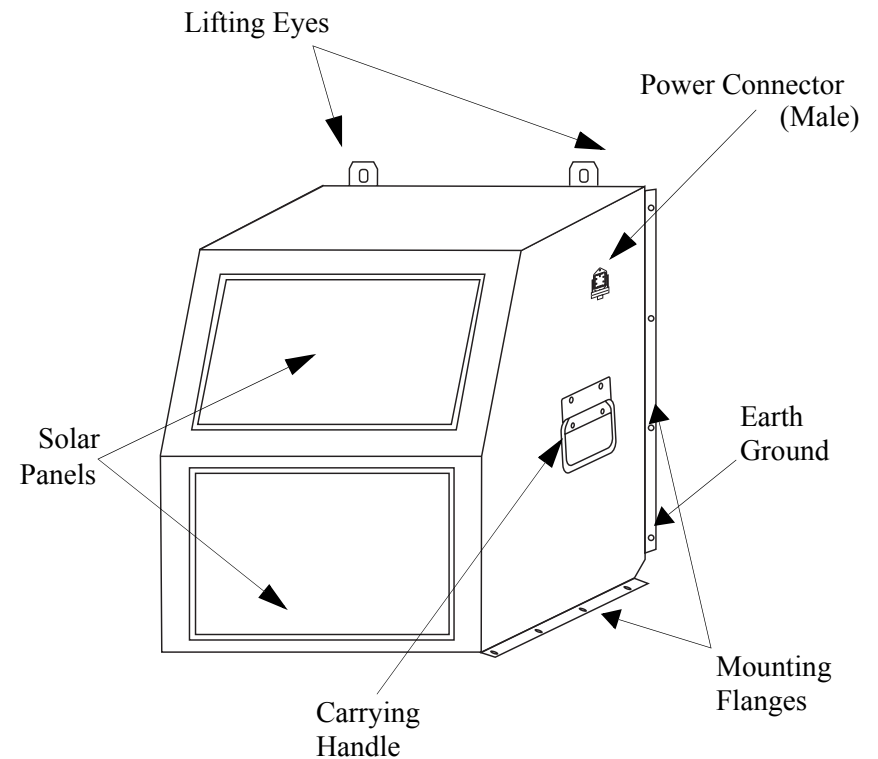 Lifting Eyes
Power Connector
(Male)
Solar
Panels
Earth
Ground
Mounting
Flanges
Carrying
Handle